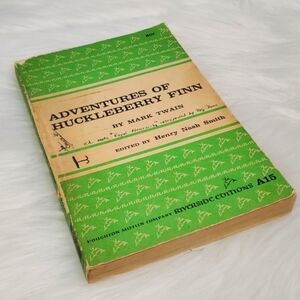 ADVENTURES OF
HUCKLEBERRY FINN
BY MARK TWAIN
EDITED BY Henry Nash Smith
HOUGHTON MIFFLIN COMPANY RIVERSIDE EDITIONS A15